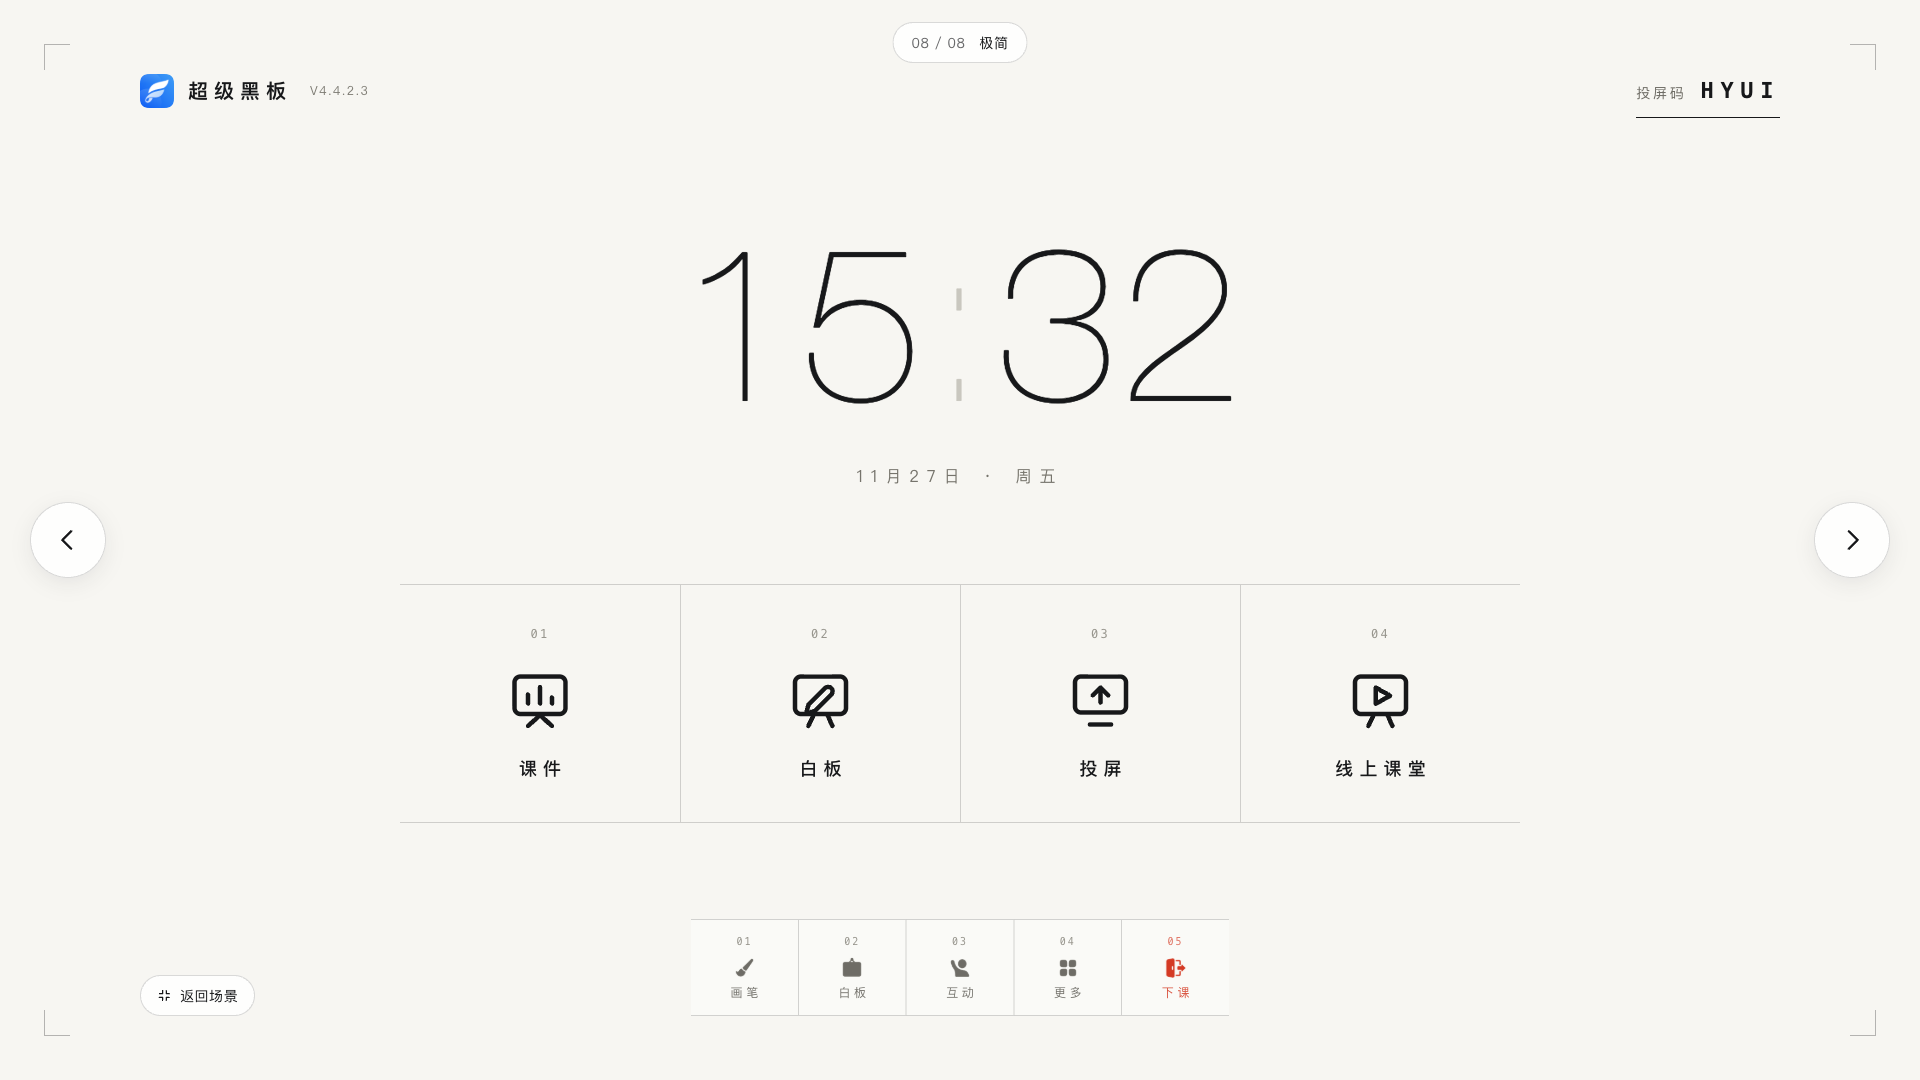 08 / 08 极简
超级黑板 V4.4.2.3
投屏码 HYUI
15:32
11月27日 · 周五
01
课件
02
白板
03
投屏
04
线上课堂
01
画笔
02
白板
03
互动
04
更多
05
下课
返回场景